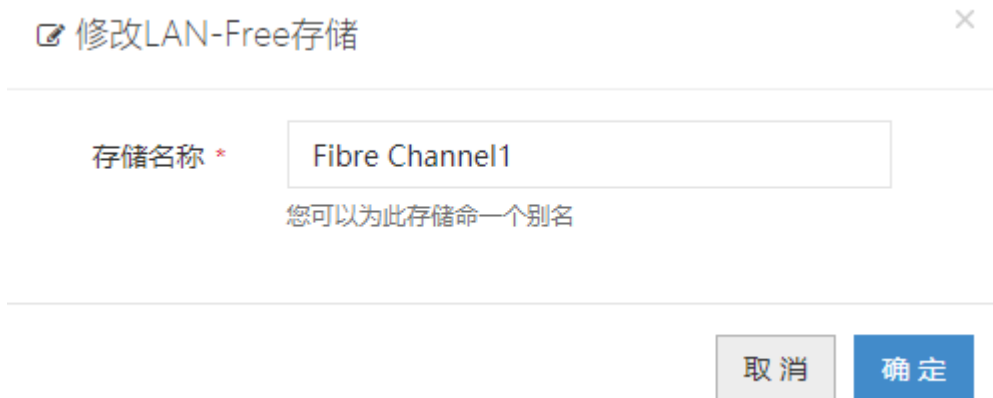 修改LAN-Free存储
×
存储名称 *
Fibre Channel1
您可以为此存储命一个别名
取 消
确 定